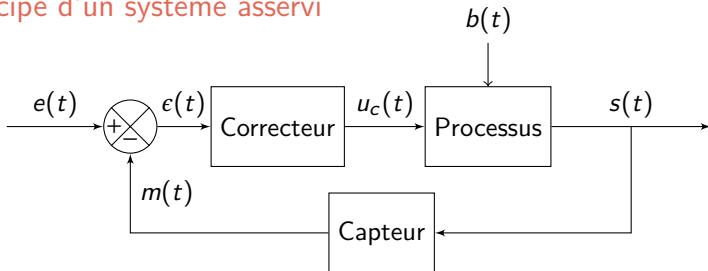 cipe d'un système asservi
b(t)
e(t)
+
−
ϵ(t)
Correcteur
u_c(t)
Processus
s(t)
m(t)
Capteur